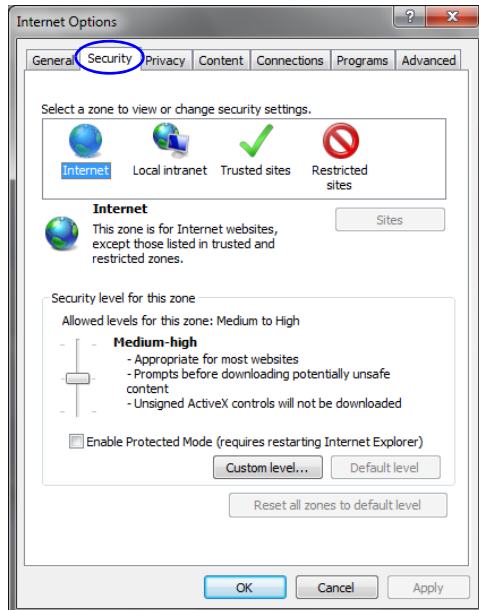 Internet Options
?
X
General Security Privacy Content Connections Programs Advanced
Select a zone to view or change security settings.
Internet Local intranet Trusted sites Restricted
sites
Internet
Sites
This zone is for Internet websites,
except those listed in trusted and
restricted zones.
Security level for this zone
Allowed levels for this zone: Medium to High
Medium-high
- Appropriate for most websites
- Prompts before downloading potentially unsafe
content
- Unsigned ActiveX controls will not be downloaded
Enable Protected Mode (requires restarting Internet Explorer)
Custom level... Default level
Reset all zones to default level
OK Cancel Apply